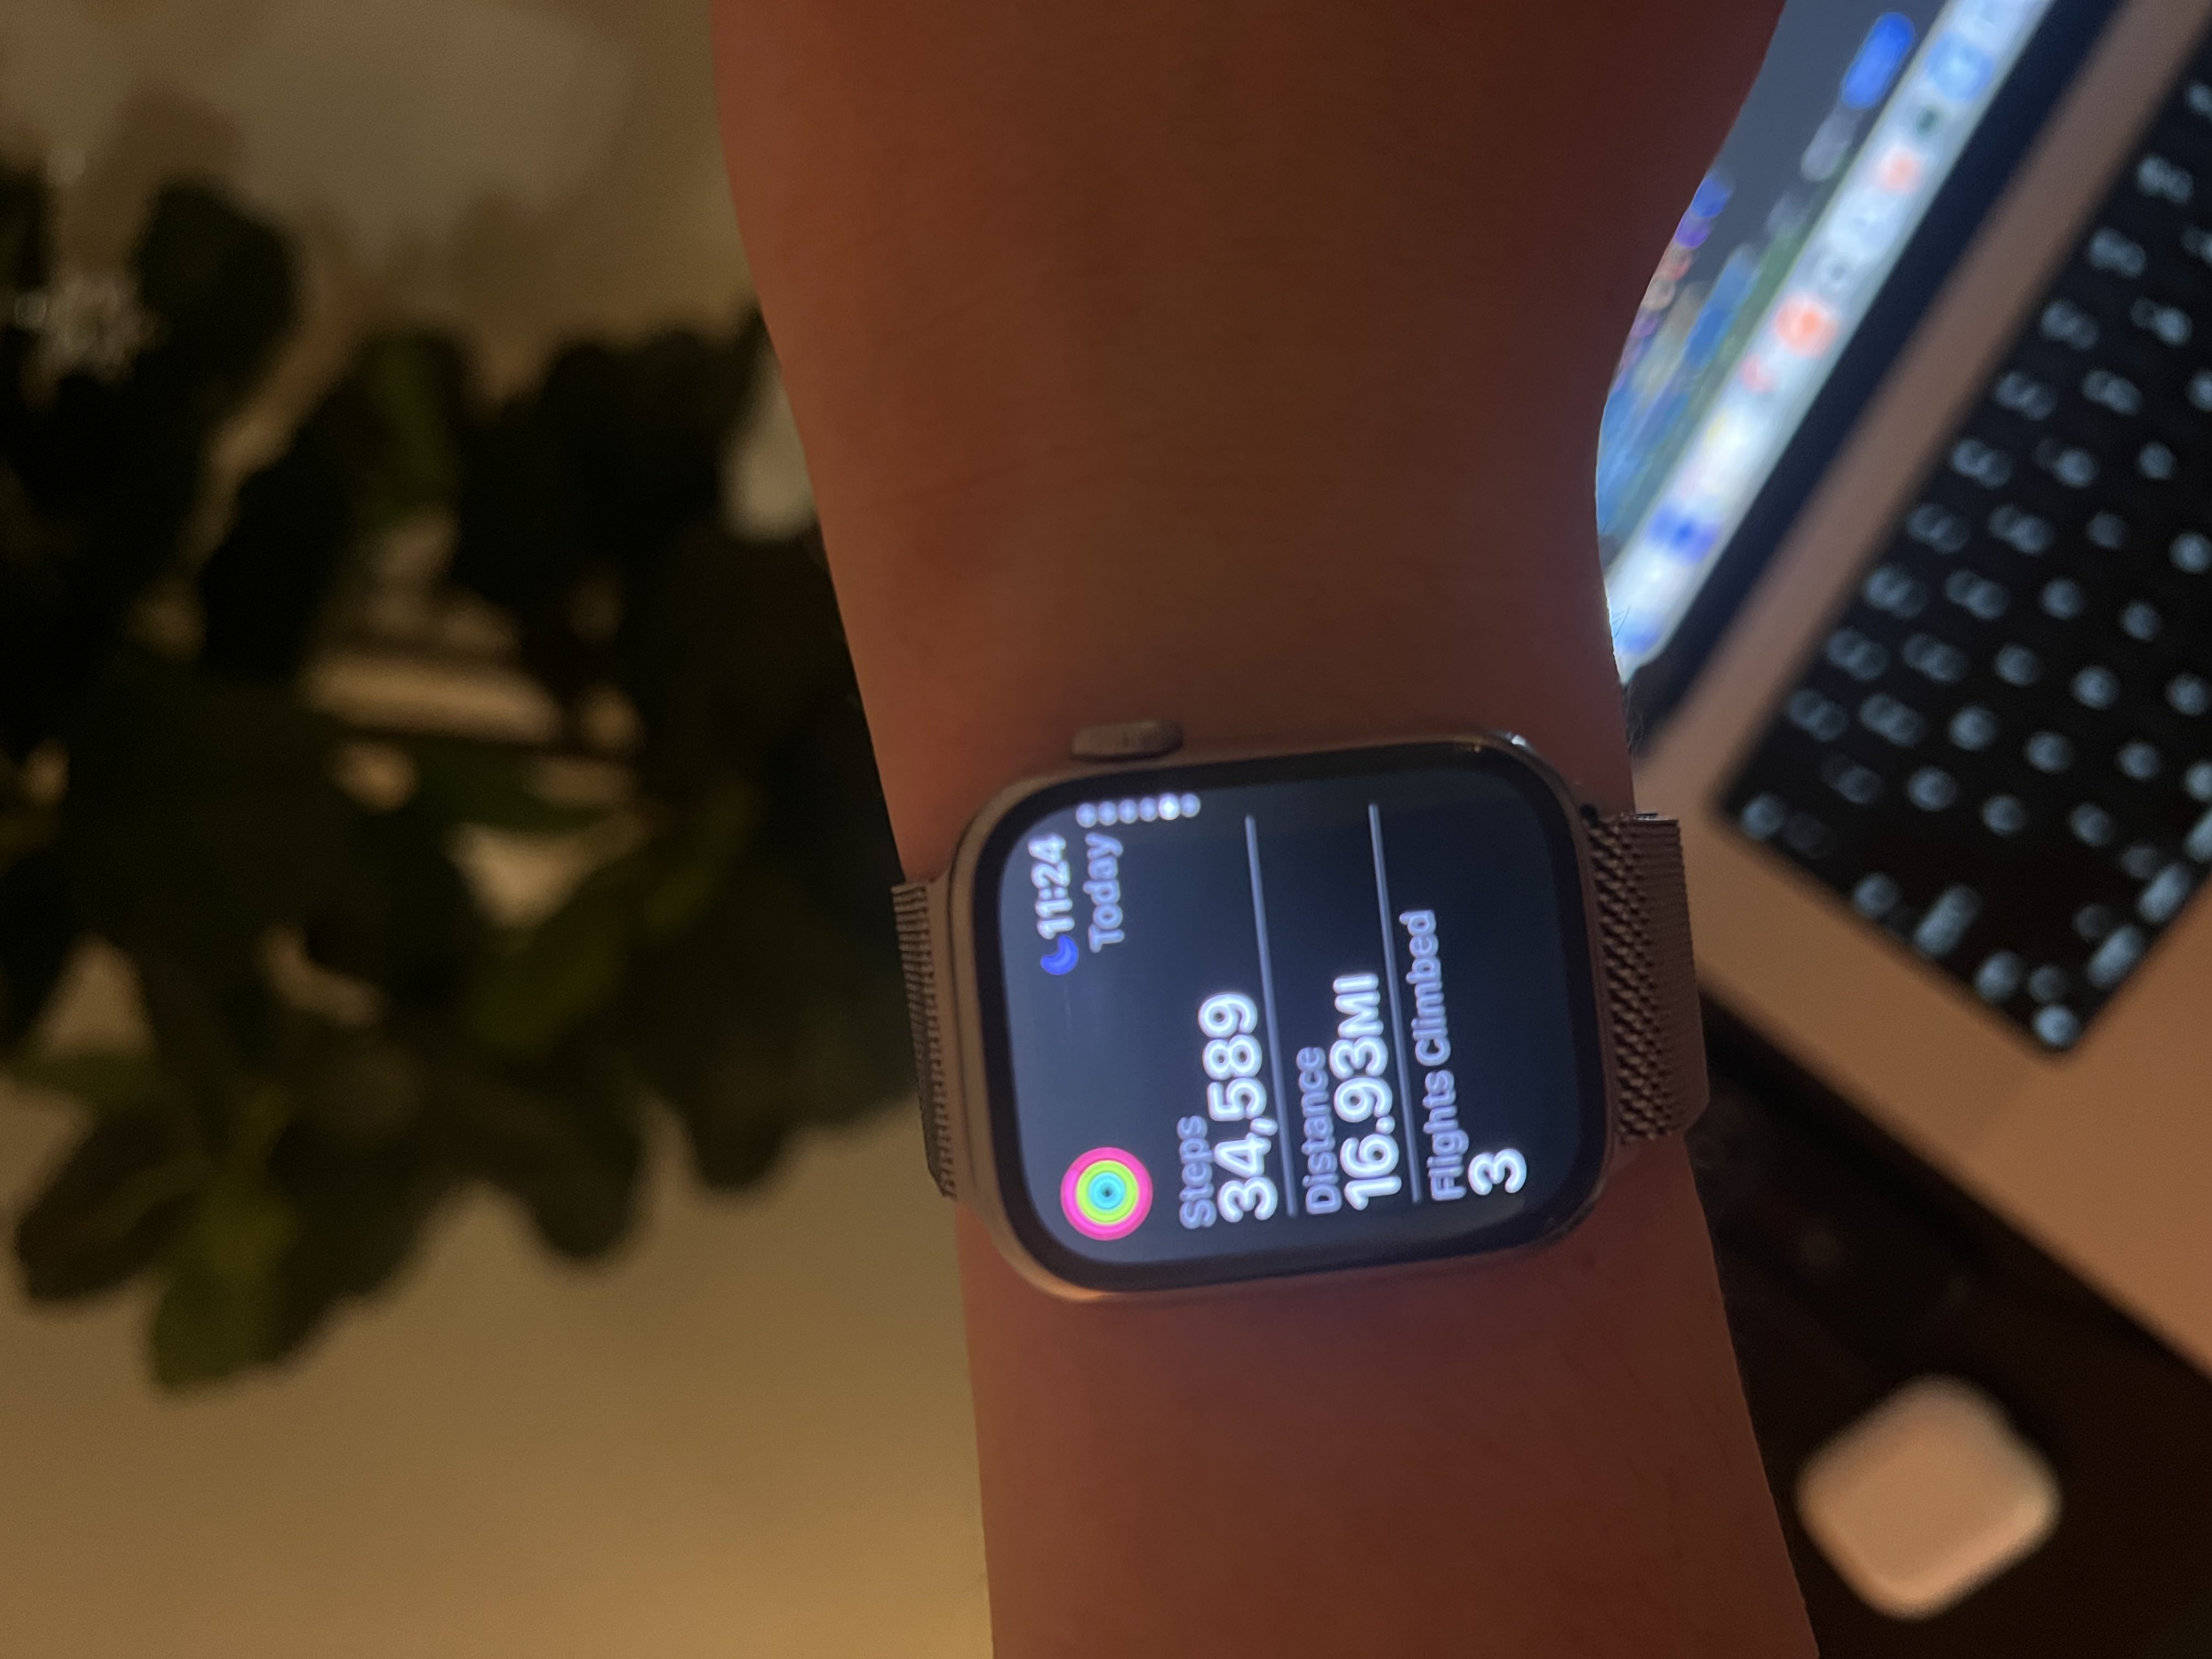 11:24
Today
Steps
34,589
Distance
16.93MI
Flights Climbed
3